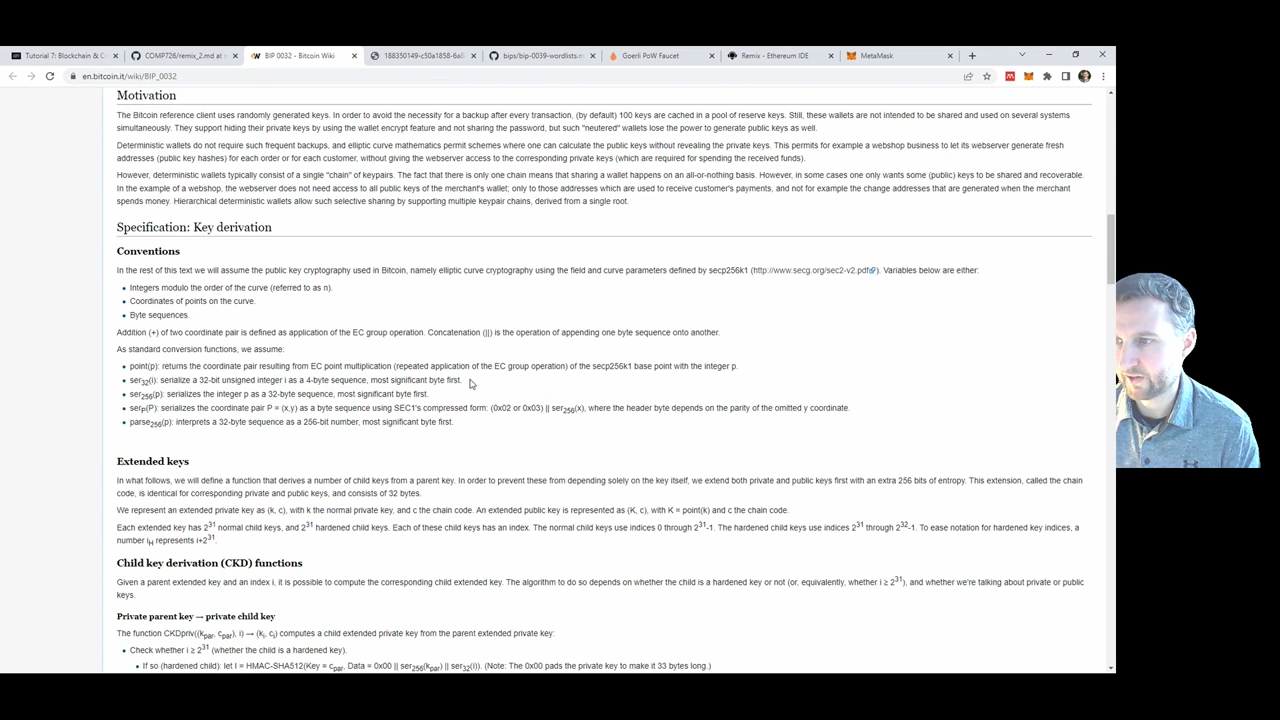 Tutorial 7: Blockchain & C
COMP726/remix_2.md at
BIP 0032 - Bitcoin Wiki
188350149-c50a1858-6a8
bips/bip-0039-wordlists.m
Goerli PoW Faucet
Remix - Ethereum IDE
MetaMask
en.bitcoin.it/wiki/BIP_0032
Motivation
The Bitcoin reference client uses randomly generated keys. In order to avoid the necessity for a backup after every transaction, (by default) 100 keys are cached in a pool of reserve keys. Still, these wallets are not intended to be shared and used on several systems
simultaneously. They support hiding their private keys by using the wallet encrypt feature and not sharing the password, but such "neutered" wallets lose the power to generate public keys as well.
Deterministic wallets do not require such frequent backups, and elliptic curve mathematics permit schemes where one can calculate the public keys without revealing the private keys. This permits for example a webshop business to let its webserver generate fresh
addresses (public key hashes) for each order or for each customer, without giving the webserver access to the corresponding private keys (which are required for spending the received funds).
However, deterministic wallets typically consist of a single "chain" of keypairs. The fact that there is only one chain means that sharing a wallet happens on an all-or-nothing basis. However, in some cases one only wants some (public) keys to be shared and recoverable.
In the example of a webshop, the webserver does not need access to all public keys of the merchant's wallet; only to those addresses which are used to receive customer's payments, and not for example the change addresses that are generated when the merchant
spends money. Hierarchical deterministic wallets allow such selective sharing by supporting multiple keypair chains, derived from a single root.
Specification: Key derivation
Conventions
In the rest of this text we will assume the public key cryptography used in Bitcoin, namely elliptic curve cryptography using the field and curve parameters defined by secp256k1 (http://www.secg.org/sec2-v2.pdf). Variables below are either:
• Integers modulo the order of the curve (referred to as n).
• Coordinates of points on the curve.
• Byte sequences.
Addition (+) of two coordinate pair is defined as application of the EC group operation. Concatenation (||) is the operation of appending one byte sequence onto another.
As standard conversion functions, we assume:
• point(p): returns the coordinate pair resulting from EC point multiplication (repeated application of the EC group operation) of the secp256k1 base point with the integer p.
• ser32(i): serialize a 32-bit unsigned integer i as a 4-byte sequence, most significant byte first.
• ser256(p): serializes the integer p as a 32-byte sequence, most significant byte first.
• serP(P): serializes the coordinate pair P = (x,y) as a byte sequence using SEC1's compressed form: (0x02 or 0x03) || ser256(x), where the header byte depends on the parity of the omitted y coordinate.
• parse256(p): interprets a 32-byte sequence as a 256-bit number, most significant byte first.
Extended keys
In what follows, we will define a function that derives a number of child keys from a parent key. In order to prevent these from depending solely on the key itself, we extend both private and public keys first with an extra 256 bits of entropy. This extension, called the chain
code, is identical for corresponding private and public keys, and consists of 32 bytes.
We represent an extended private key as (k, c), with k the normal private key, and c the chain code. An extended public key is represented as (K, c), with K = point(k) and c the chain code.
Each extended key has 2^31 normal child keys, and 2^31 hardened child keys. Each of these child keys has an index. The normal child keys use indices 0 through 2^31-1. The hardened child keys use indices 2^31 through 2^32-1. To ease notation for hardened key indices, a
number iH represents i+2^31.
Child key derivation (CKD) functions
Given a parent extended key and an index i, it is possible to compute the corresponding child extended key. The algorithm to do so depends on whether the child is a hardened key or not (or, equivalently, whether i ≥ 2^31), and whether we're talking about private or public
keys.
Private parent key → private child key
The function CKDpriv((kpar, cpar), i) → (ki, ci) computes a child extended private key from the parent extended private key:
• Check whether i ≥ 2^31 (whether the child is a hardened key).
• If so (hardened child): let I = HMAC-SHA512(Key = cpar, Data = 0x00 || ser256(kpar) || ser32(i)). (Note: The 0x00 pads the private key to make it 33 bytes long.)